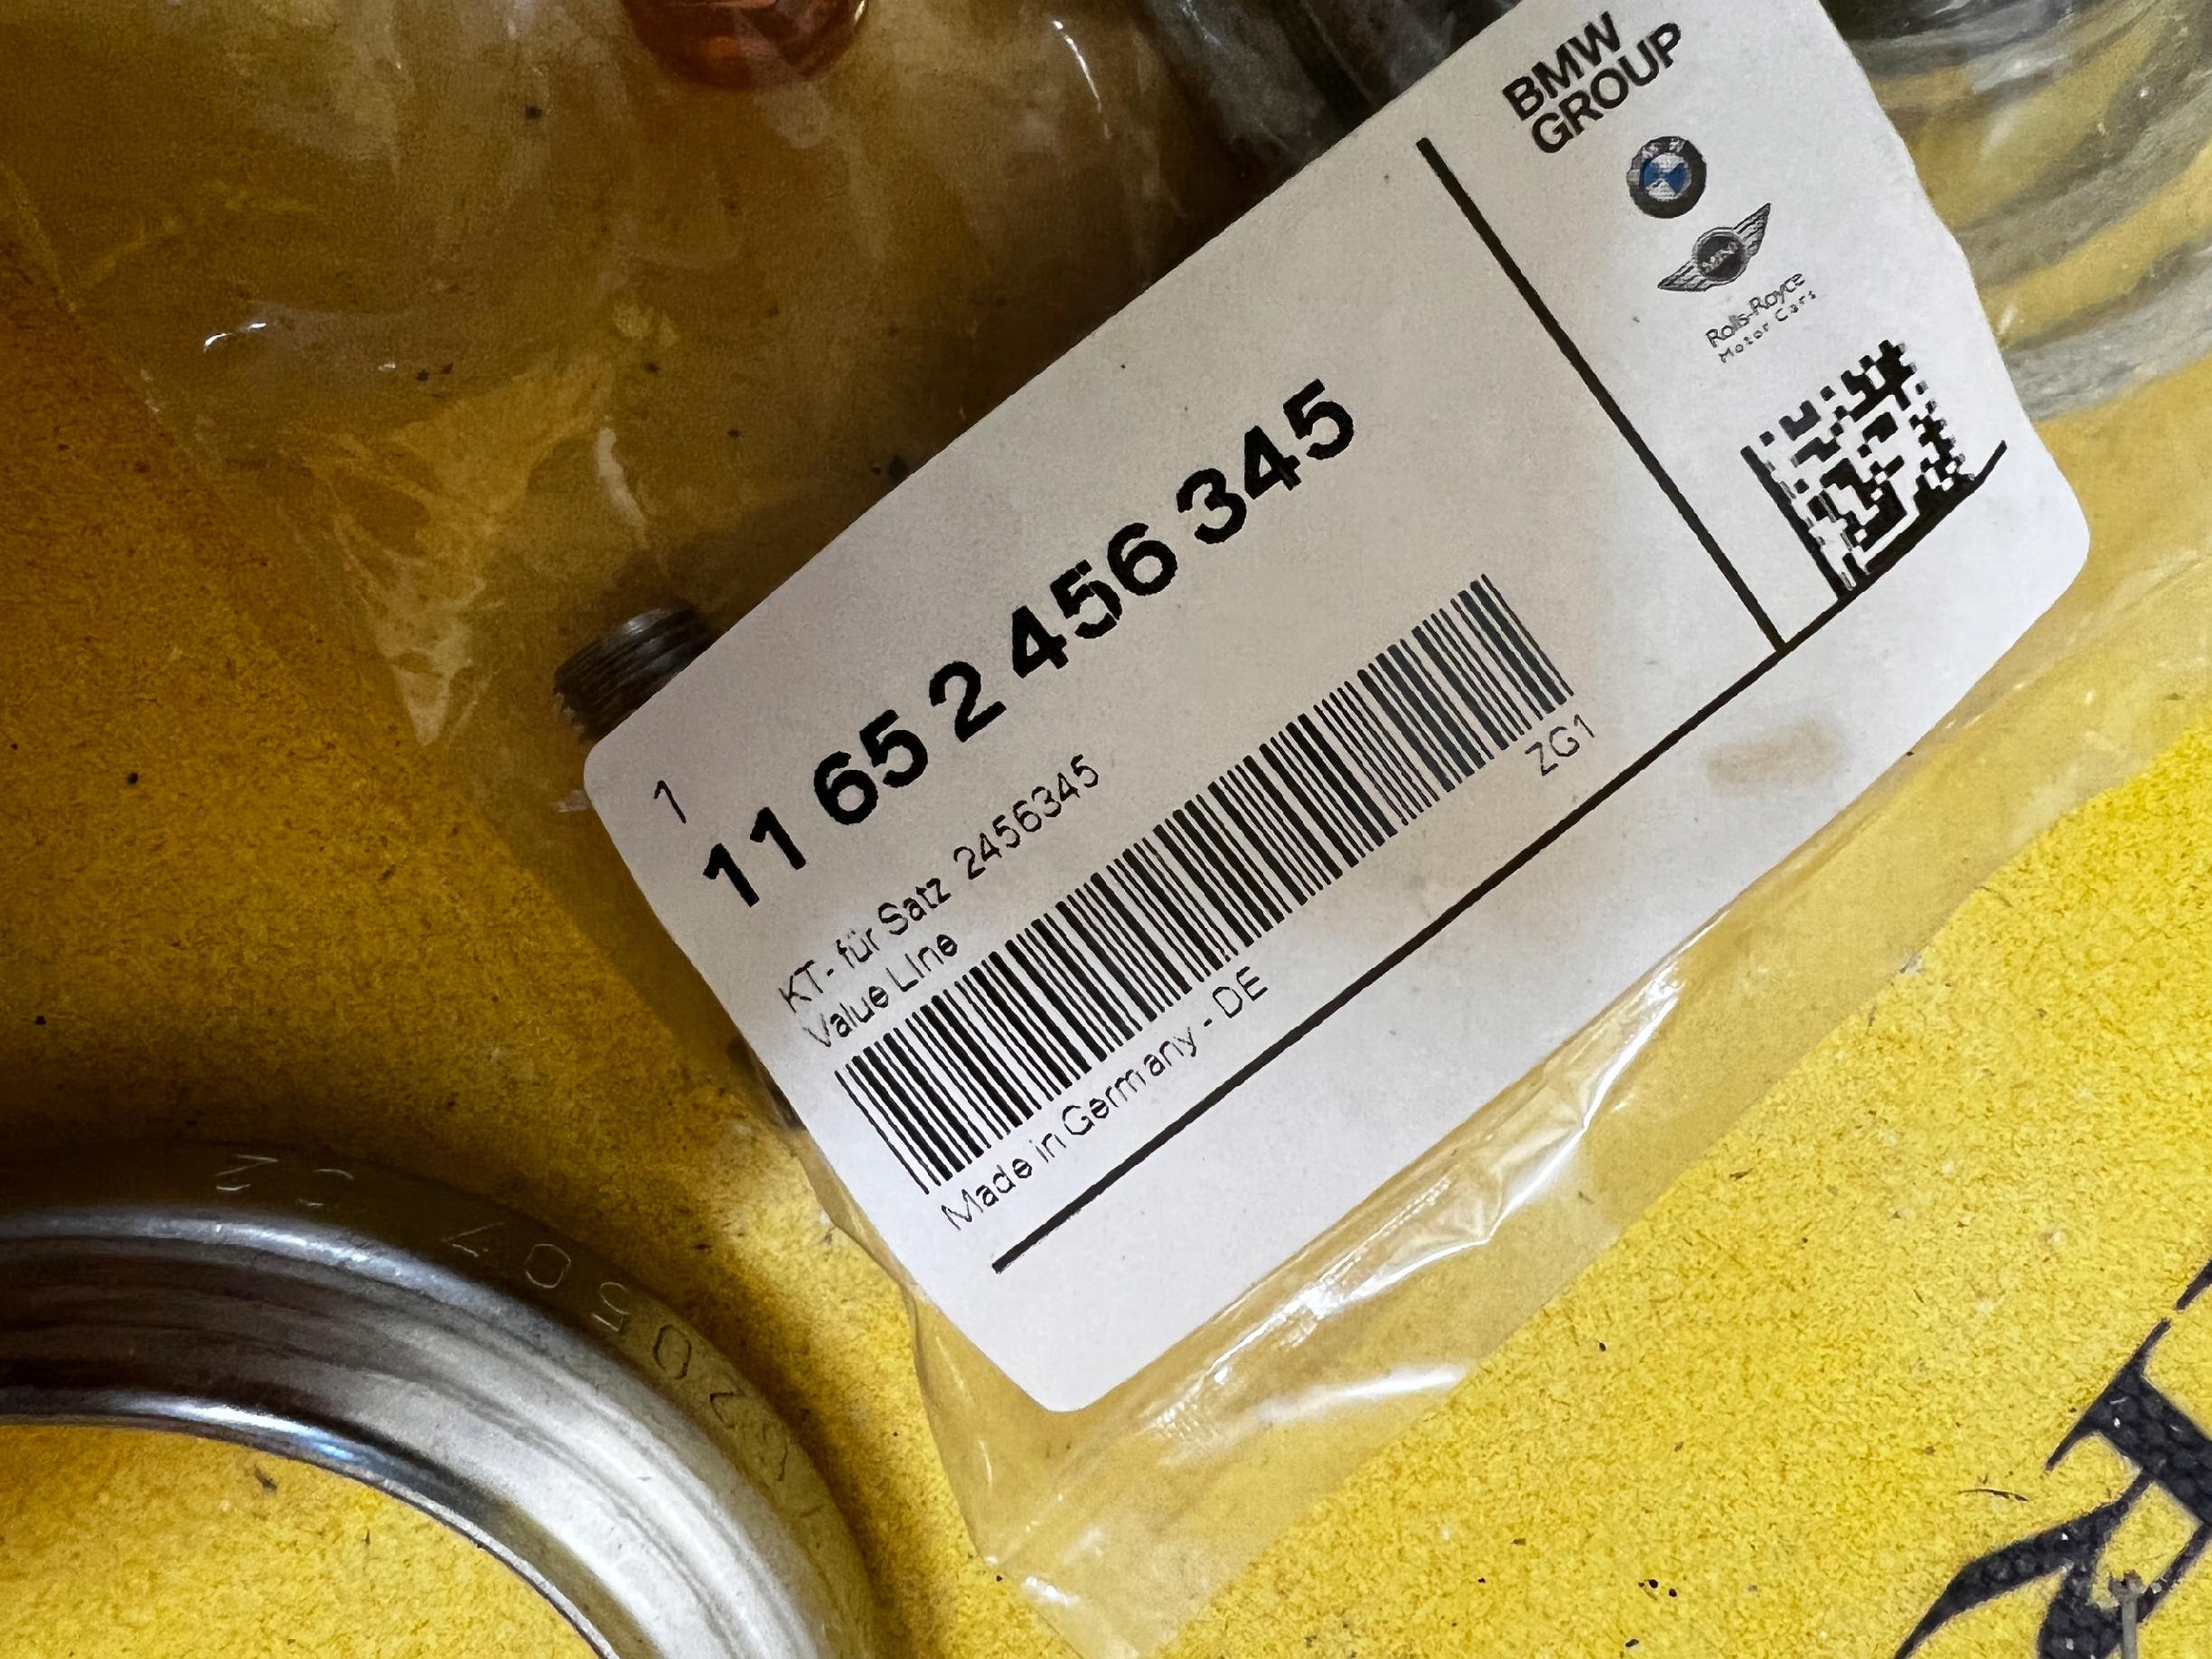 BMW
GROUP
MINI
Rolls-Royce
Motor Cars
1
11 65 2 456 345
KT- für Satz 2456345
Value Line
ZG1
Made in Germany - DE